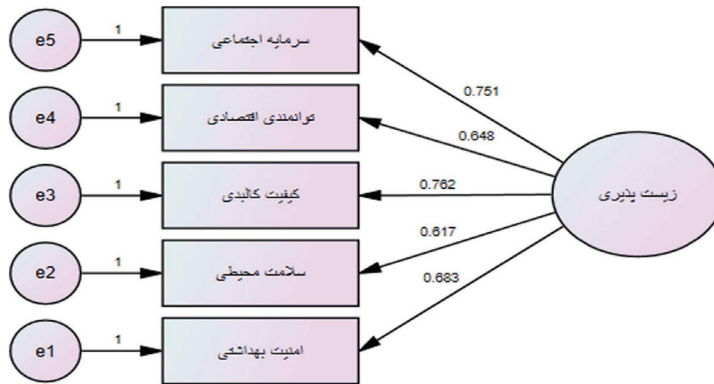 e5
1
سرمایه اجتماعی
0.751
e4
1
توانمندی اقتصادی
0.648
e3
1
کیفیت کالبدی
0.762
زیست پذیری
e2
1
سلامت محیطی
0.617
e1
1
امنیت بهداشتی
0.683